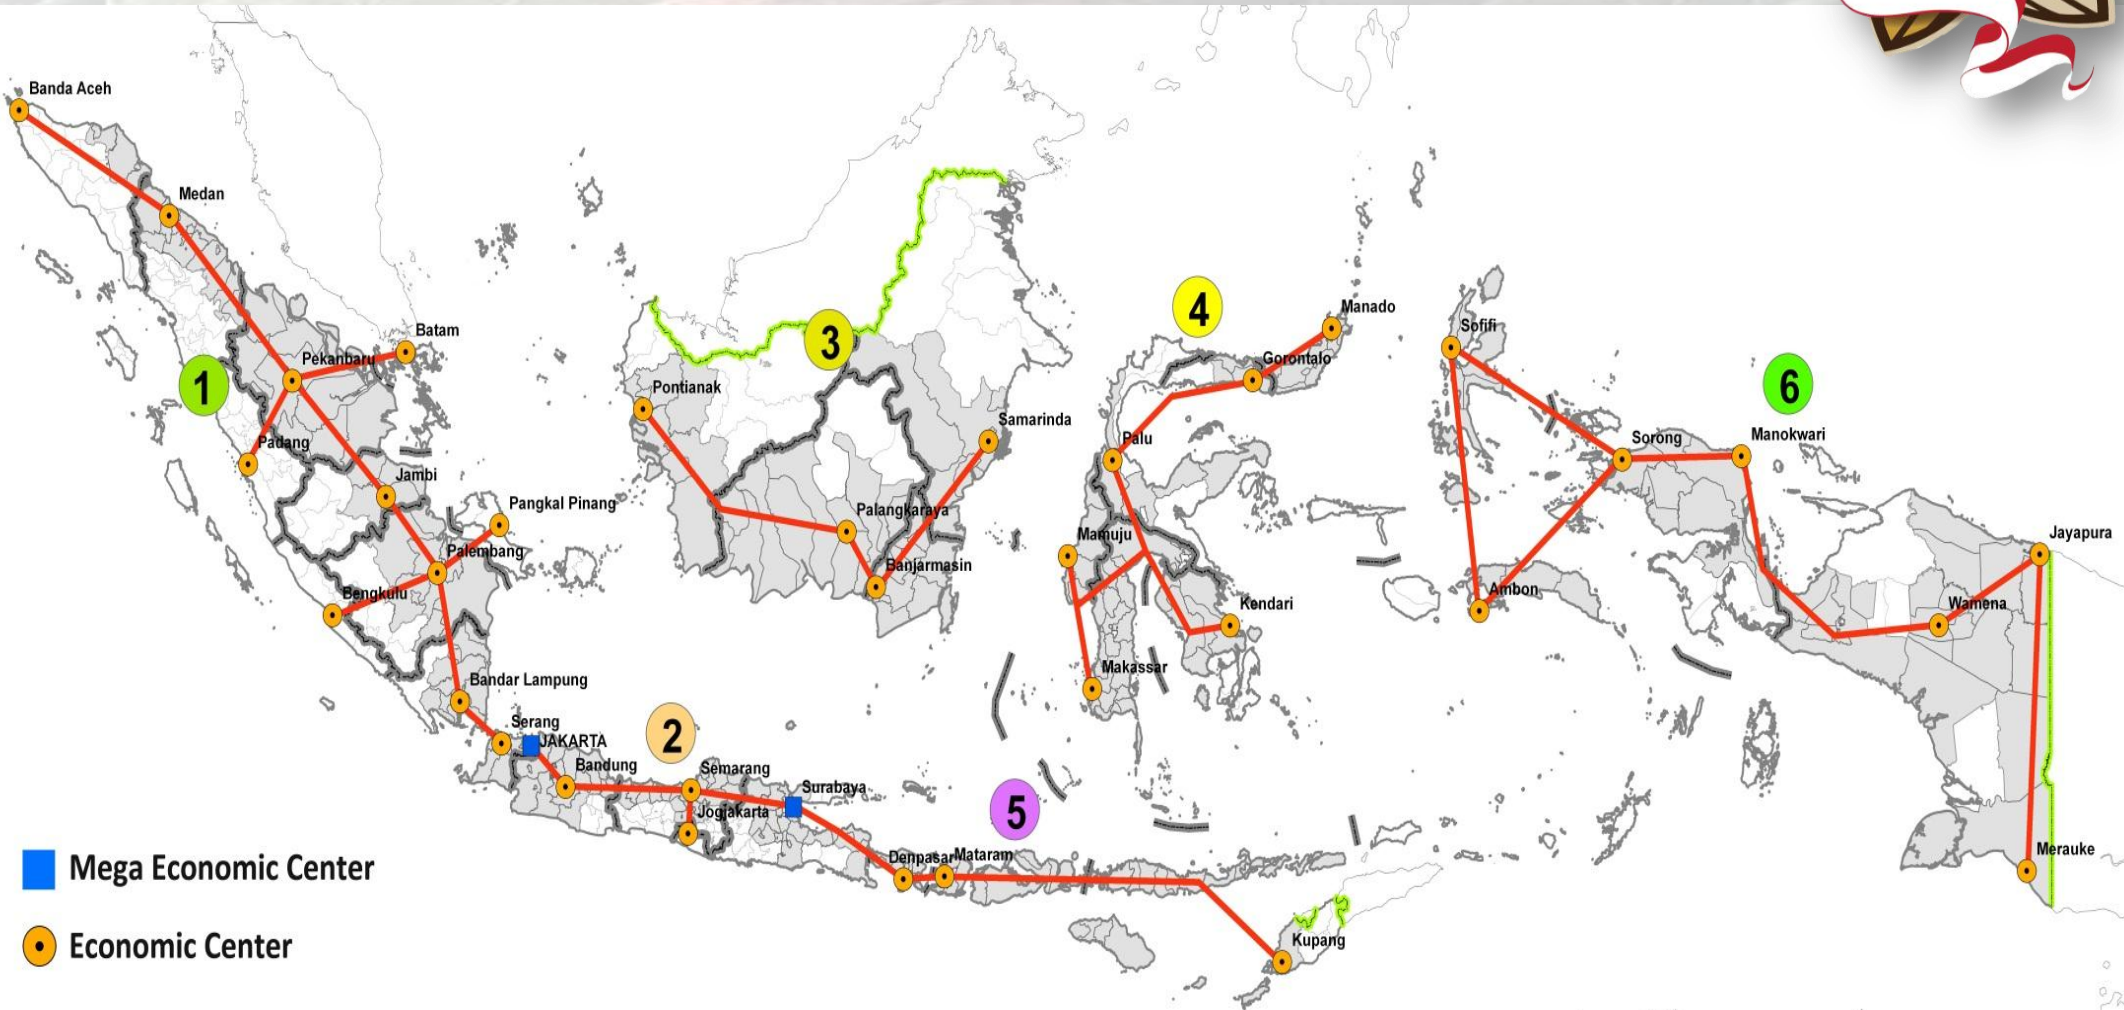 Banda Aceh
Medan
Batam
Pekanbaru
1
Padang
Jambi
Pangkal Pinang
Palembang
Bengkulu
Bandar Lampung
Serang
JAKARTA
2
Bandung
Semarang
Surabaya
Jogjakarta
3
Pontianak
Samarinda
Palangkaraya
Banjarmasin
4
Manado
Gorontalo
Palu
Mamuju
Kendari
Makassar
5
Denpasar
Mataram
Kupang
Sofifi
6
Sorong
Manokwari
Ambon
Jayapura
Wamena
Merauke
Mega Economic Center
Economic Center